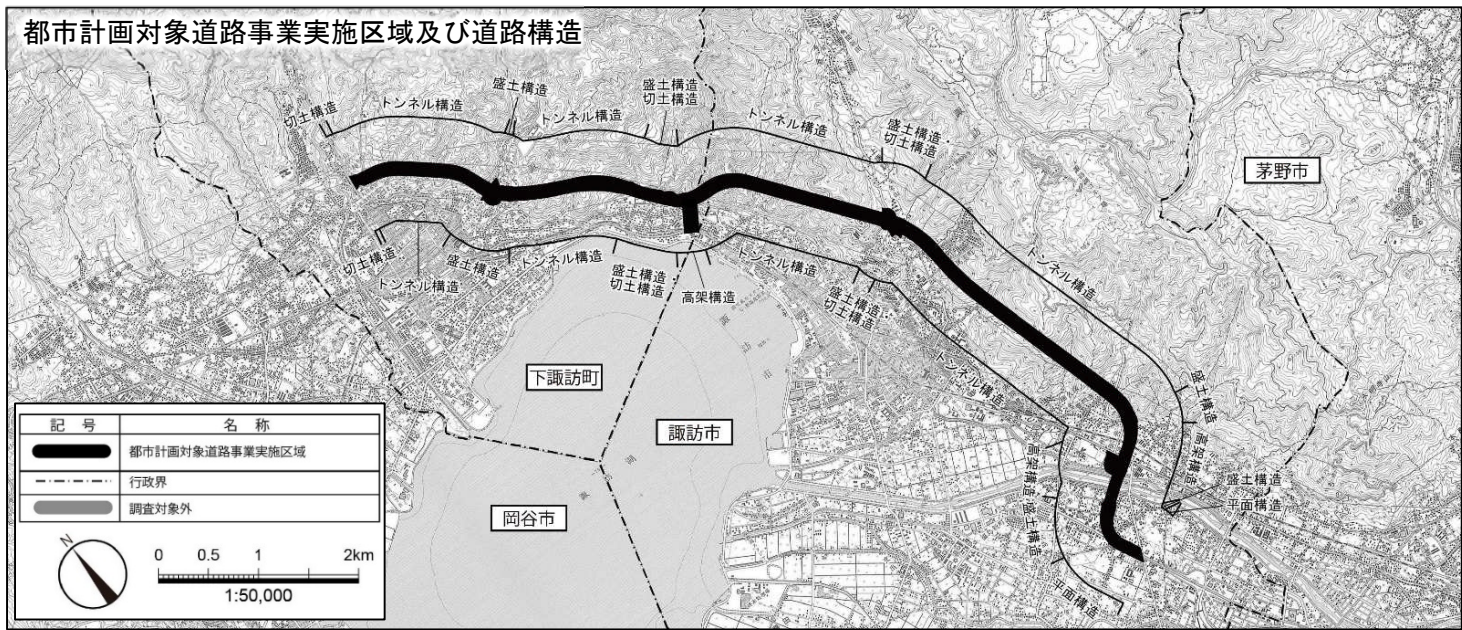 都市計画対象道路事業実施区域及び道路構造
切土構造
トンネル構造
盛土構造
トンネル構造
盛土構造・
切土構造
トンネル構造
盛土構造・
切土構造
トンネル構造
盛土構造
高架構造
盛土構造
平面構造
茅野市
切土構造
トンネル構造
盛土構造
トンネル構造
盛土構造・
切土構造
高架構造
トンネル構造
盛土構造・
切土構造
トンネル構造
高架構造・盛土構造
平面構造
下諏訪町
諏訪市
岡谷市
記 号 名 称
都市計画対象道路事業実施区域
行政界
調査対象外
N
0 0.5 1 2km
1:50,000